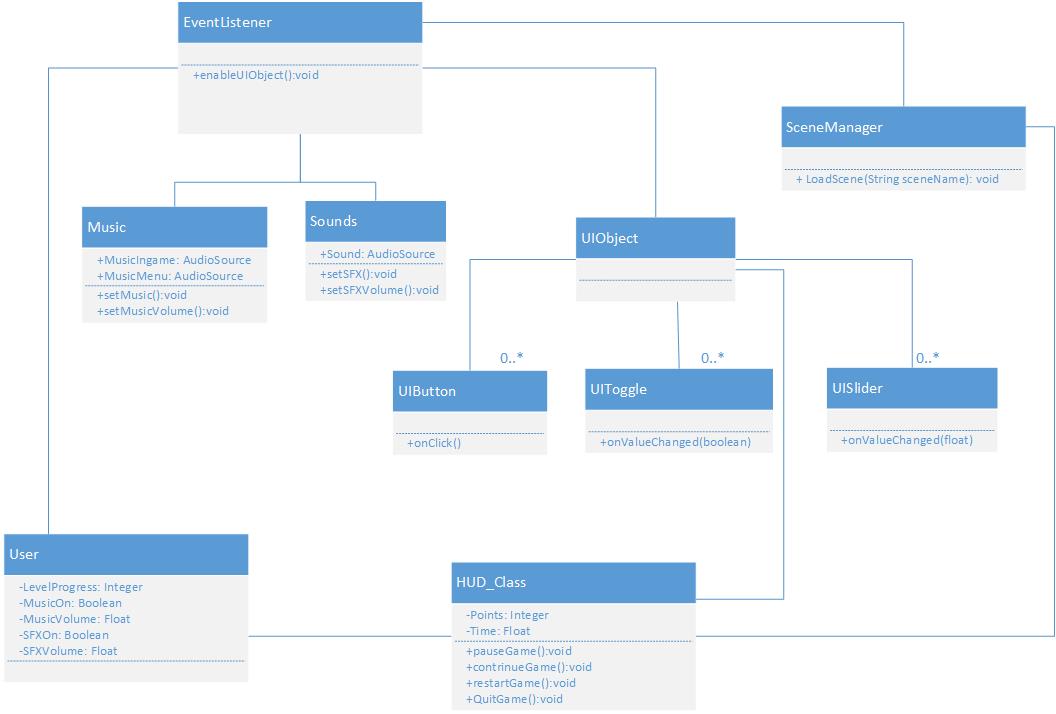 EventListener
+enableUIObject():void
SceneManager
+ LoadScene(String sceneName): void
Music
+MusicIngame: AudioSource
+MusicMenu: AudioSource
+setMusic():void
+setMusicVolume():void
Sounds
+Sound: AudioSource
+setSFX():void
+setSFXVolume():void
UIObject
0..*
0..*
0..*
UIButton
+onClick()
UIToggle
+onValueChanged(boolean)
UISlider
+onValueChanged(float)
User
-LevelProgress: Integer
-MusicOn: Boolean
-MusicVolume: Float
-SFXOn: Boolean
-SFXVolume: Float
HUD_Class
-Points: Integer
-Time: Float
+pauseGame():void
+contrinueGame():void
+restartGame():void
+QuitGame():void